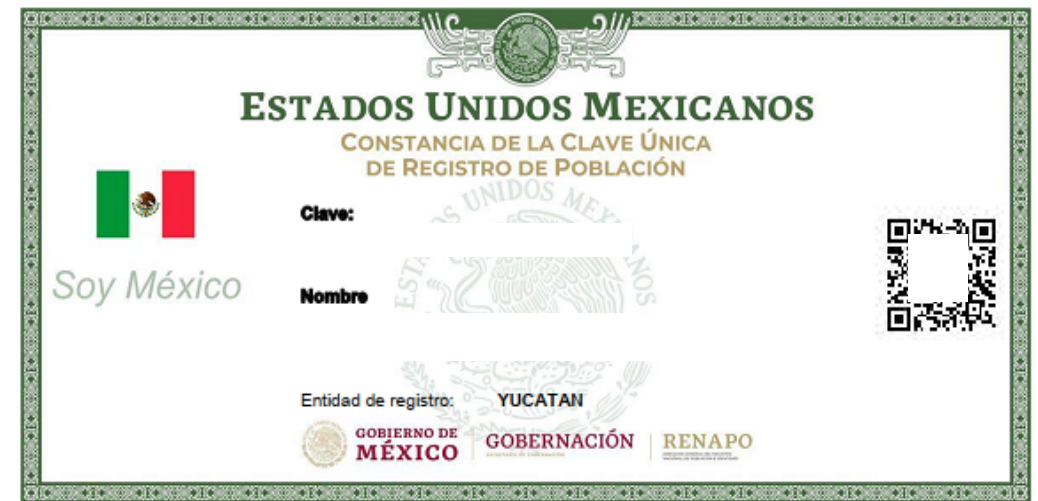 ESTADOS UNIDOS MEXICANOS
CONSTANCIA DE LA CLAVE ÚNICA
DE REGISTRO DE POBLACIÓN
Clave:
Soy México
Nombre
Entidad de registro: YUCATAN
GOBIERNO DE
MÉXICO
GOBERNACIÓN
RENAPO